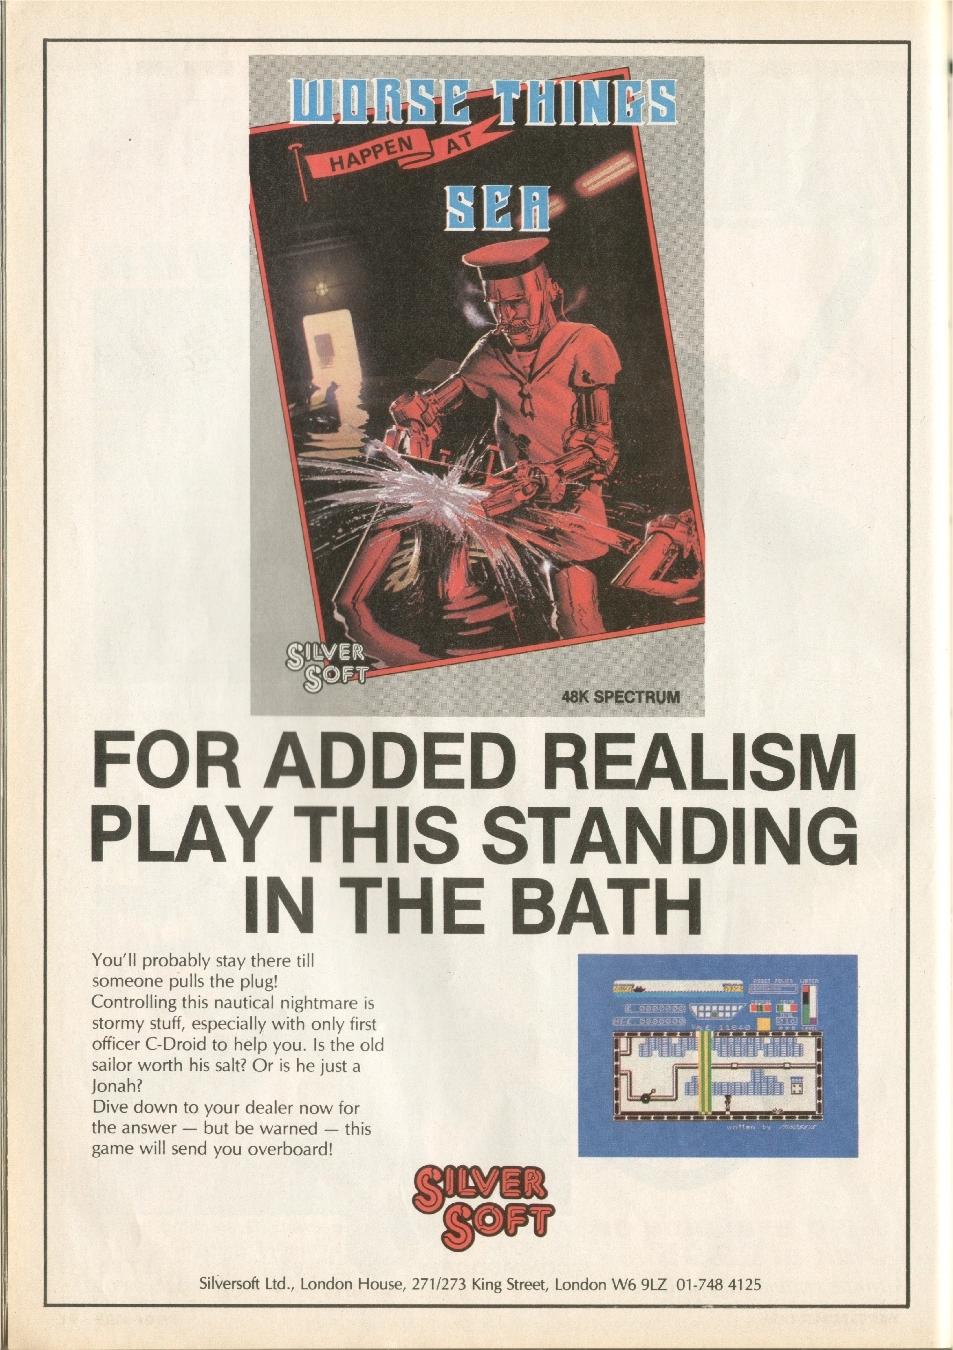 WORSE THINGS
HAPPEN AT
SEA
SILVER
SOFT
48K SPECTRUM
FOR ADDED REALISM
PLAY THIS STANDING
IN THE BATH
You'll probably stay there till
someone pulls the plug!
Controlling this nautical nightmare is
stormy stuff, especially with only first
officer C-Droid to help you. Is the old
sailor worth his salt? Or is he just a
Jonah?
Dive down to your dealer now for
the answer — but be warned — this
game will send you overboard!
WATER
LEVEL
written by
SILVER
SOFT
Silversoft Ltd., London House, 271/273 King Street, London W6 9LZ 01-748 4125